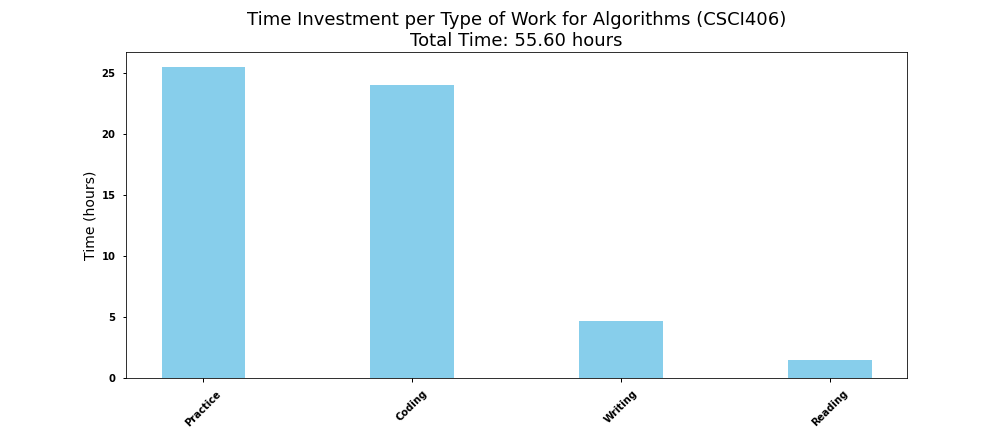 Time Investment per Type of Work for Algorithms (CSCI406)
Total Time: 55.60 hours
Time (hours)
25
20
15
10
5
0
Practice
Coding
Writing
Reading